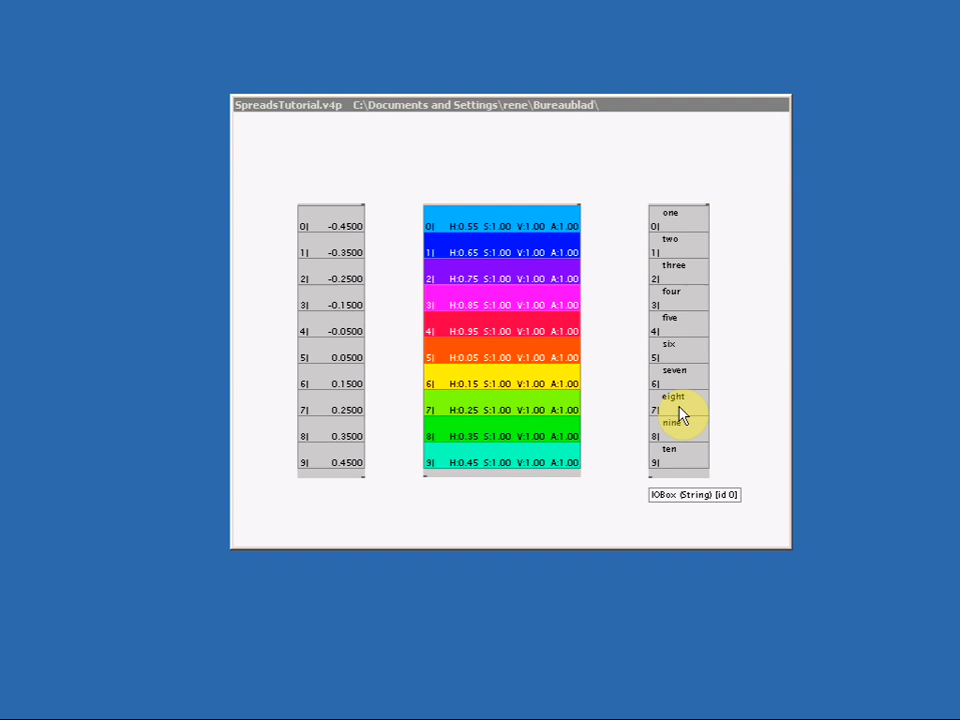 SpreadsTutorial.v4p C:\Documents and Settings\rene\Bureaublad\
0| -0.4500
1| -0.3500
2| -0.2500
3| -0.1500
4| -0.0500
5| 0.0500
6| 0.1500
7| 0.2500
8| 0.3500
9| 0.4500
0| H:0.55 S:1.00 V:1.00 A:1.00
1| H:0.65 S:1.00 V:1.00 A:1.00
2| H:0.75 S:1.00 V:1.00 A:1.00
3| H:0.85 S:1.00 V:1.00 A:1.00
4| H:0.95 S:1.00 V:1.00 A:1.00
5| H:0.05 S:1.00 V:1.00 A:1.00
6| H:0.15 S:1.00 V:1.00 A:1.00
7| H:0.25 S:1.00 V:1.00 A:1.00
8| H:0.35 S:1.00 V:1.00 A:1.00
9| H:0.45 S:1.00 V:1.00 A:1.00
one
0|
two
1|
three
2|
four
3|
five
4|
six
5|
seven
6|
eight
7|
nine
8|
ten
9|
IOBox (String) [id 0]